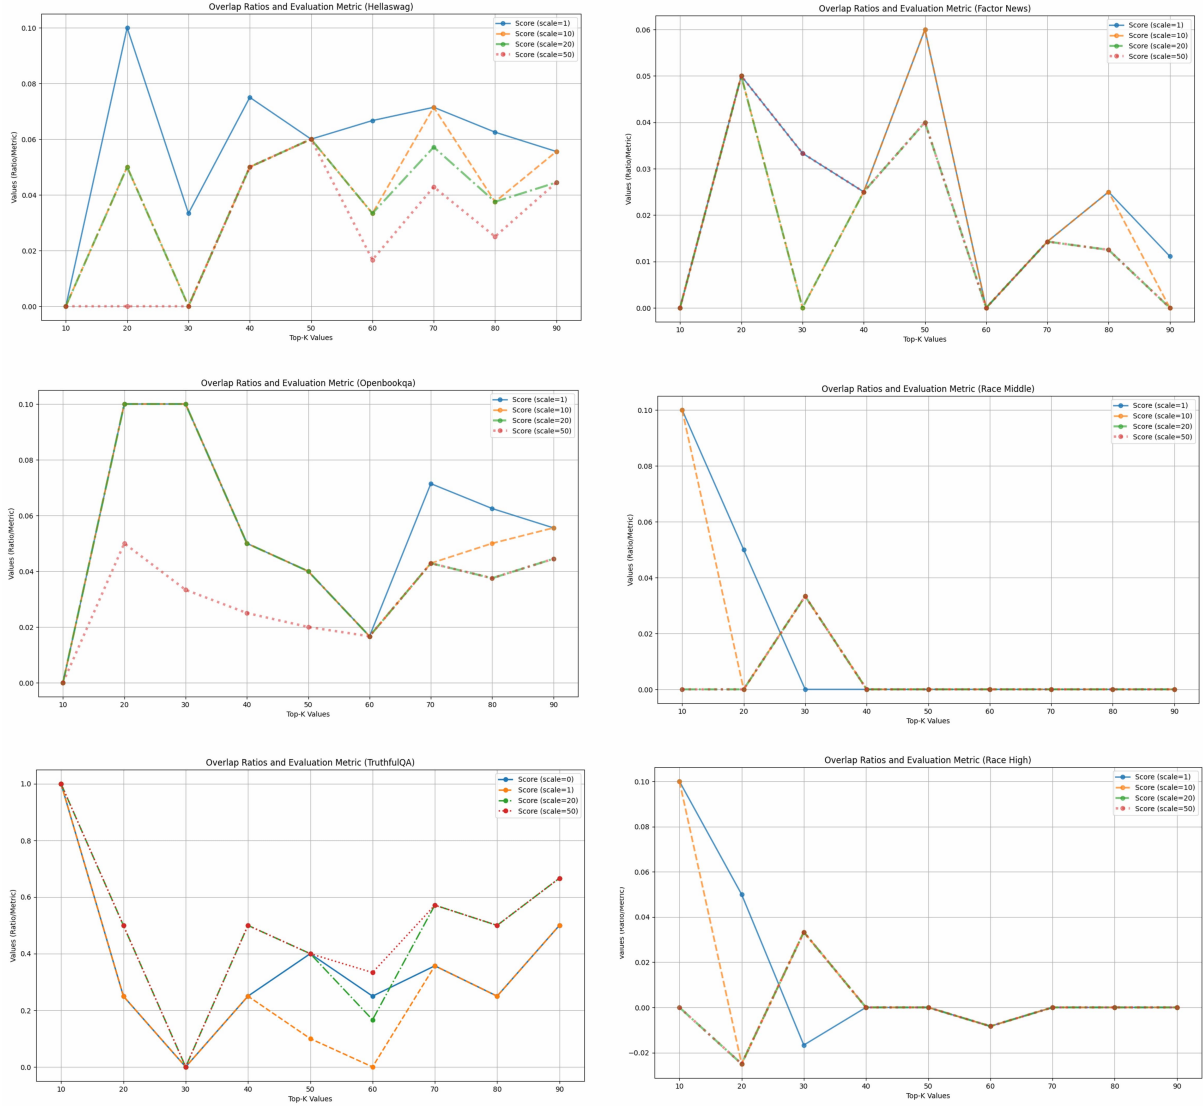 Overlap Ratios and Evaluation Metric (Hellaswag)
Score (scale=1)
Score (scale=10)
Score (scale=20)
Score (scale=50)
Values (Ratio/Metric)
0.10
0.08
0.06
0.04
0.02
0.00
10 20 30 40 50 60 70 80 90
Top-K Values
Overlap Ratios and Evaluation Metric (Factor News)
Score (scale=1)
Score (scale=10)
Score (scale=20)
Score (scale=50)
Values (Ratio/Metric)
0.06
0.05
0.04
0.03
0.02
0.01
0.00
10 20 30 40 50 60 70 80 90
Top-K Values
Overlap Ratios and Evaluation Metric (Openbookqa)
Score (scale=1)
Score (scale=10)
Score (scale=20)
Score (scale=50)
Values (Ratio/Metric)
0.10
0.08
0.06
0.04
0.02
0.00
10 20 30 40 50 60 70 80 90
Top-K Values
Overlap Ratios and Evaluation Metric (Race Middle)
Score (scale=1)
Score (scale=10)
Score (scale=20)
Score (scale=50)
Values (Ratio/Metric)
0.10
0.08
0.06
0.04
0.02
0.00
10 20 30 40 50 60 70 80 90
Top-K Values
Overlap Ratios and Evaluation Metric (TruthfulQA)
Score (scale=0)
Score (scale=1)
Score (scale=20)
Score (scale=50)
Values (Ratio/Metric)
1.0
0.8
0.6
0.4
0.2
0.0
10 20 30 40 50 60 70 80 90
Top-K Values
Overlap Ratios and Evaluation Metric (Race High)
Score (scale=1)
Score (scale=10)
Score (scale=20)
Score (scale=50)
Values (Ratio/Metric)
0.10
0.08
0.06
0.04
0.02
0.00
−0.02
10 20 30 40 50 60 70 80 90
Top-K Values